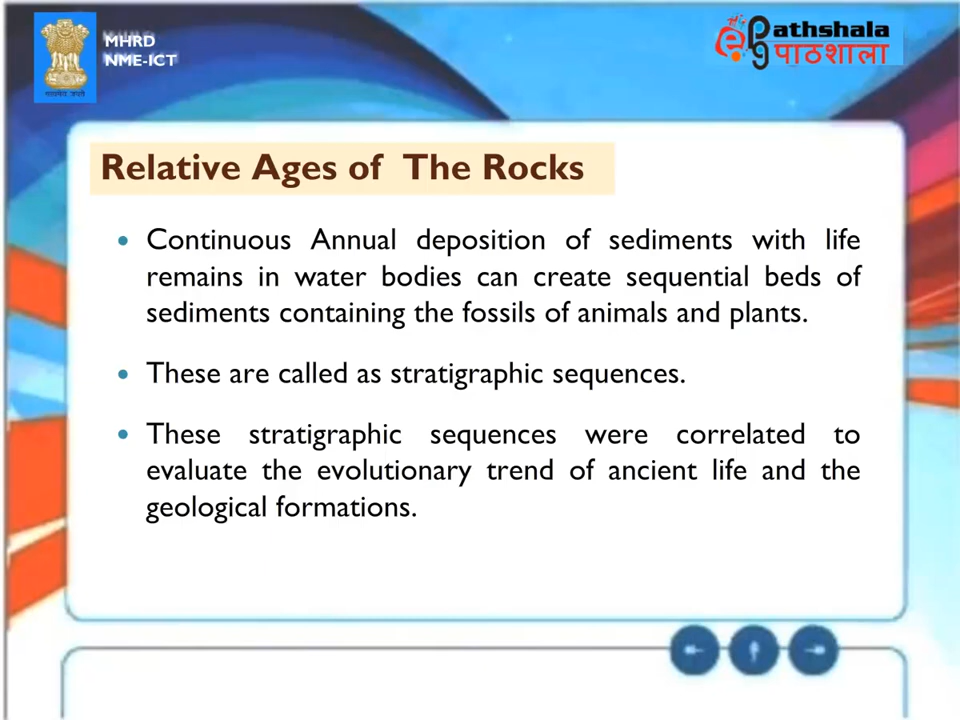 MHRD
NME-ICT
epg Pathshala
पाठशाला
Relative Ages of The Rocks
• Continuous Annual deposition of sediments with life
remains in water bodies can create sequential beds of
sediments containing the fossils of animals and plants.
• These are called as stratigraphic sequences.
• These stratigraphic sequences were correlated to
evaluate the evolutionary trend of ancient life and the
geological formations.